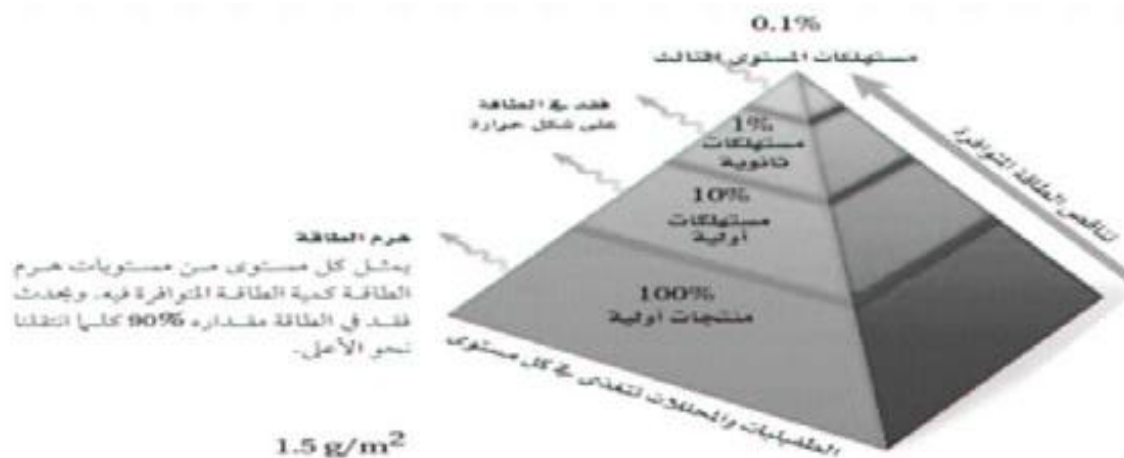 0.1%
مستهلكات المستوى الثالث
فقد في الطاقة
على شكل حرارة
1%
مستهلكات
ثانوية
10%
مستهلكات
أولية
100%
منتجات أولية
تناقص الطاقة المتوافرة
الطفيليات والمحللات تتغذى في كل مستوى
هرم الطاقة
يمثل كل مستوى من مستويات هرم
الطاقة كمية الطاقة المتوافرة فيه. ويحدث
فقد في الطاقة مقداره 90% كلما انتقلنا
نحو الأعلى.
1.5 g/m²